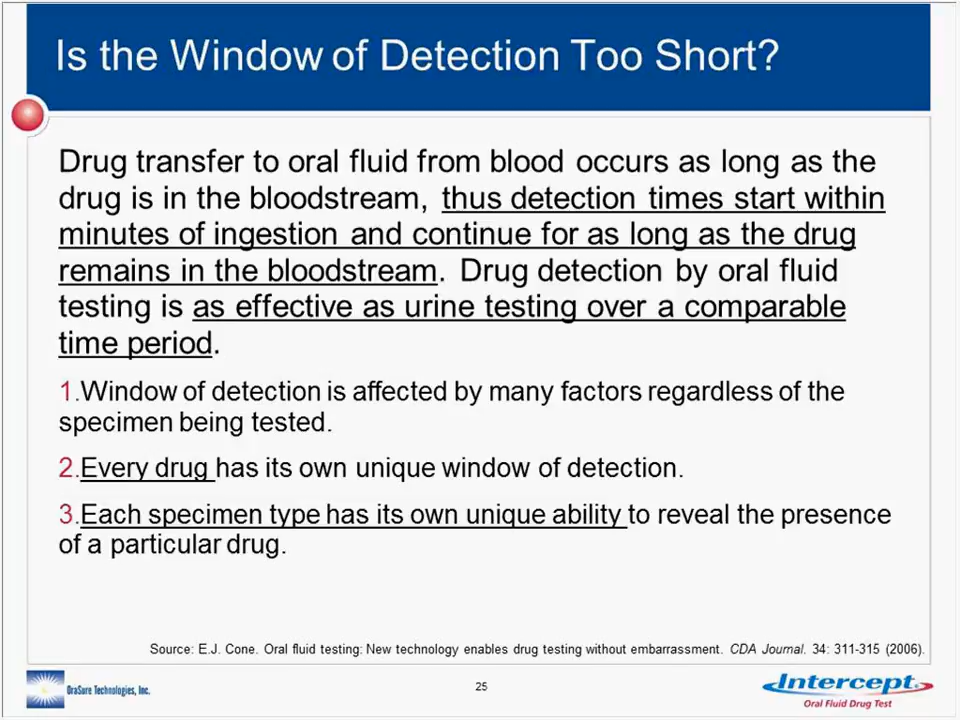 Is the Window of Detection Too Short?
Drug transfer to oral fluid from blood occurs as long as the
drug is in the bloodstream, thus detection times start within
minutes of ingestion and continue for as long as the drug
remains in the bloodstream. Drug detection by oral fluid
testing is as effective as urine testing over a comparable
time period.
1.Window of detection is affected by many factors regardless of the
specimen being tested.
2.Every drug has its own unique window of detection.
3.Each specimen type has its own unique ability to reveal the presence
of a particular drug.
Source: E.J. Cone. Oral fluid testing: New technology enables drug testing without embarrassment. CDA Journal. 34: 311-315 (2006).
OraSure Technologies, Inc.
25
Intercept
Oral Fluid Drug Test